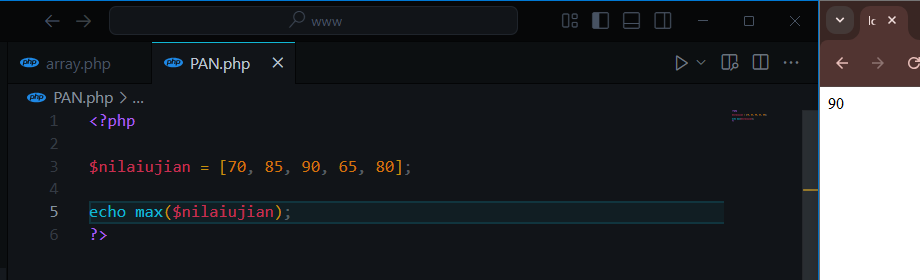 www
array.php
PAN.php
PAN.php > ...
1 <?php
2
3 $nilaiujian = [70, 85, 90, 65, 80];
4
5 echo max($nilaiujian);
6 ?>
90